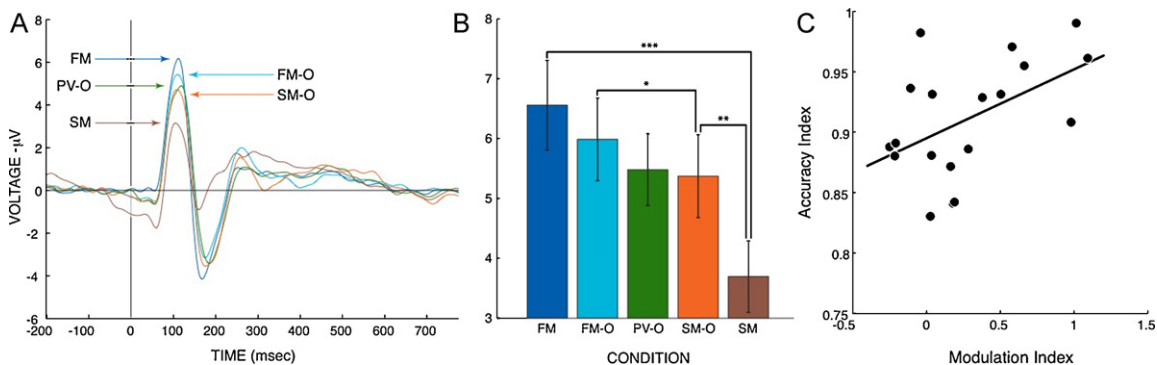 A
8
6
4
2
0
-2
-4
-6
VOLTAGE -µV
FM
PV-O
SM
FM-O
SM-O
-200 -100 0 100 200 300 400 500 600 700
TIME (msec)
B
8
7
6
5
4
3
***
*
**
FM FM-O PV-O SM-O SM
CONDITION
C
1
0.95
0.9
0.85
0.8
0.75
Accuracy Index
-0.5 0 0.5 1 1.5
Modulation Index